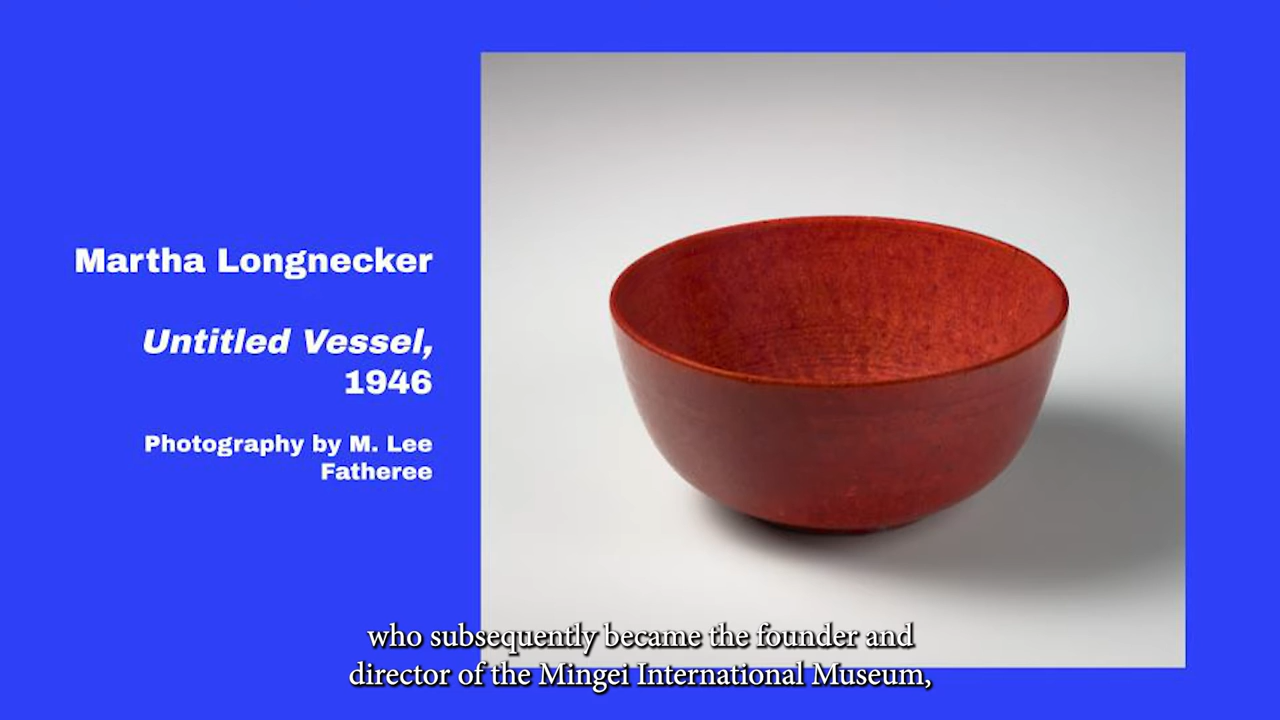 Martha Longnecker
Untitled Vessel,
1946
Photography by M. Lee
Fatheree
who subsequently became the founder and
director of the Mingei International Museum,